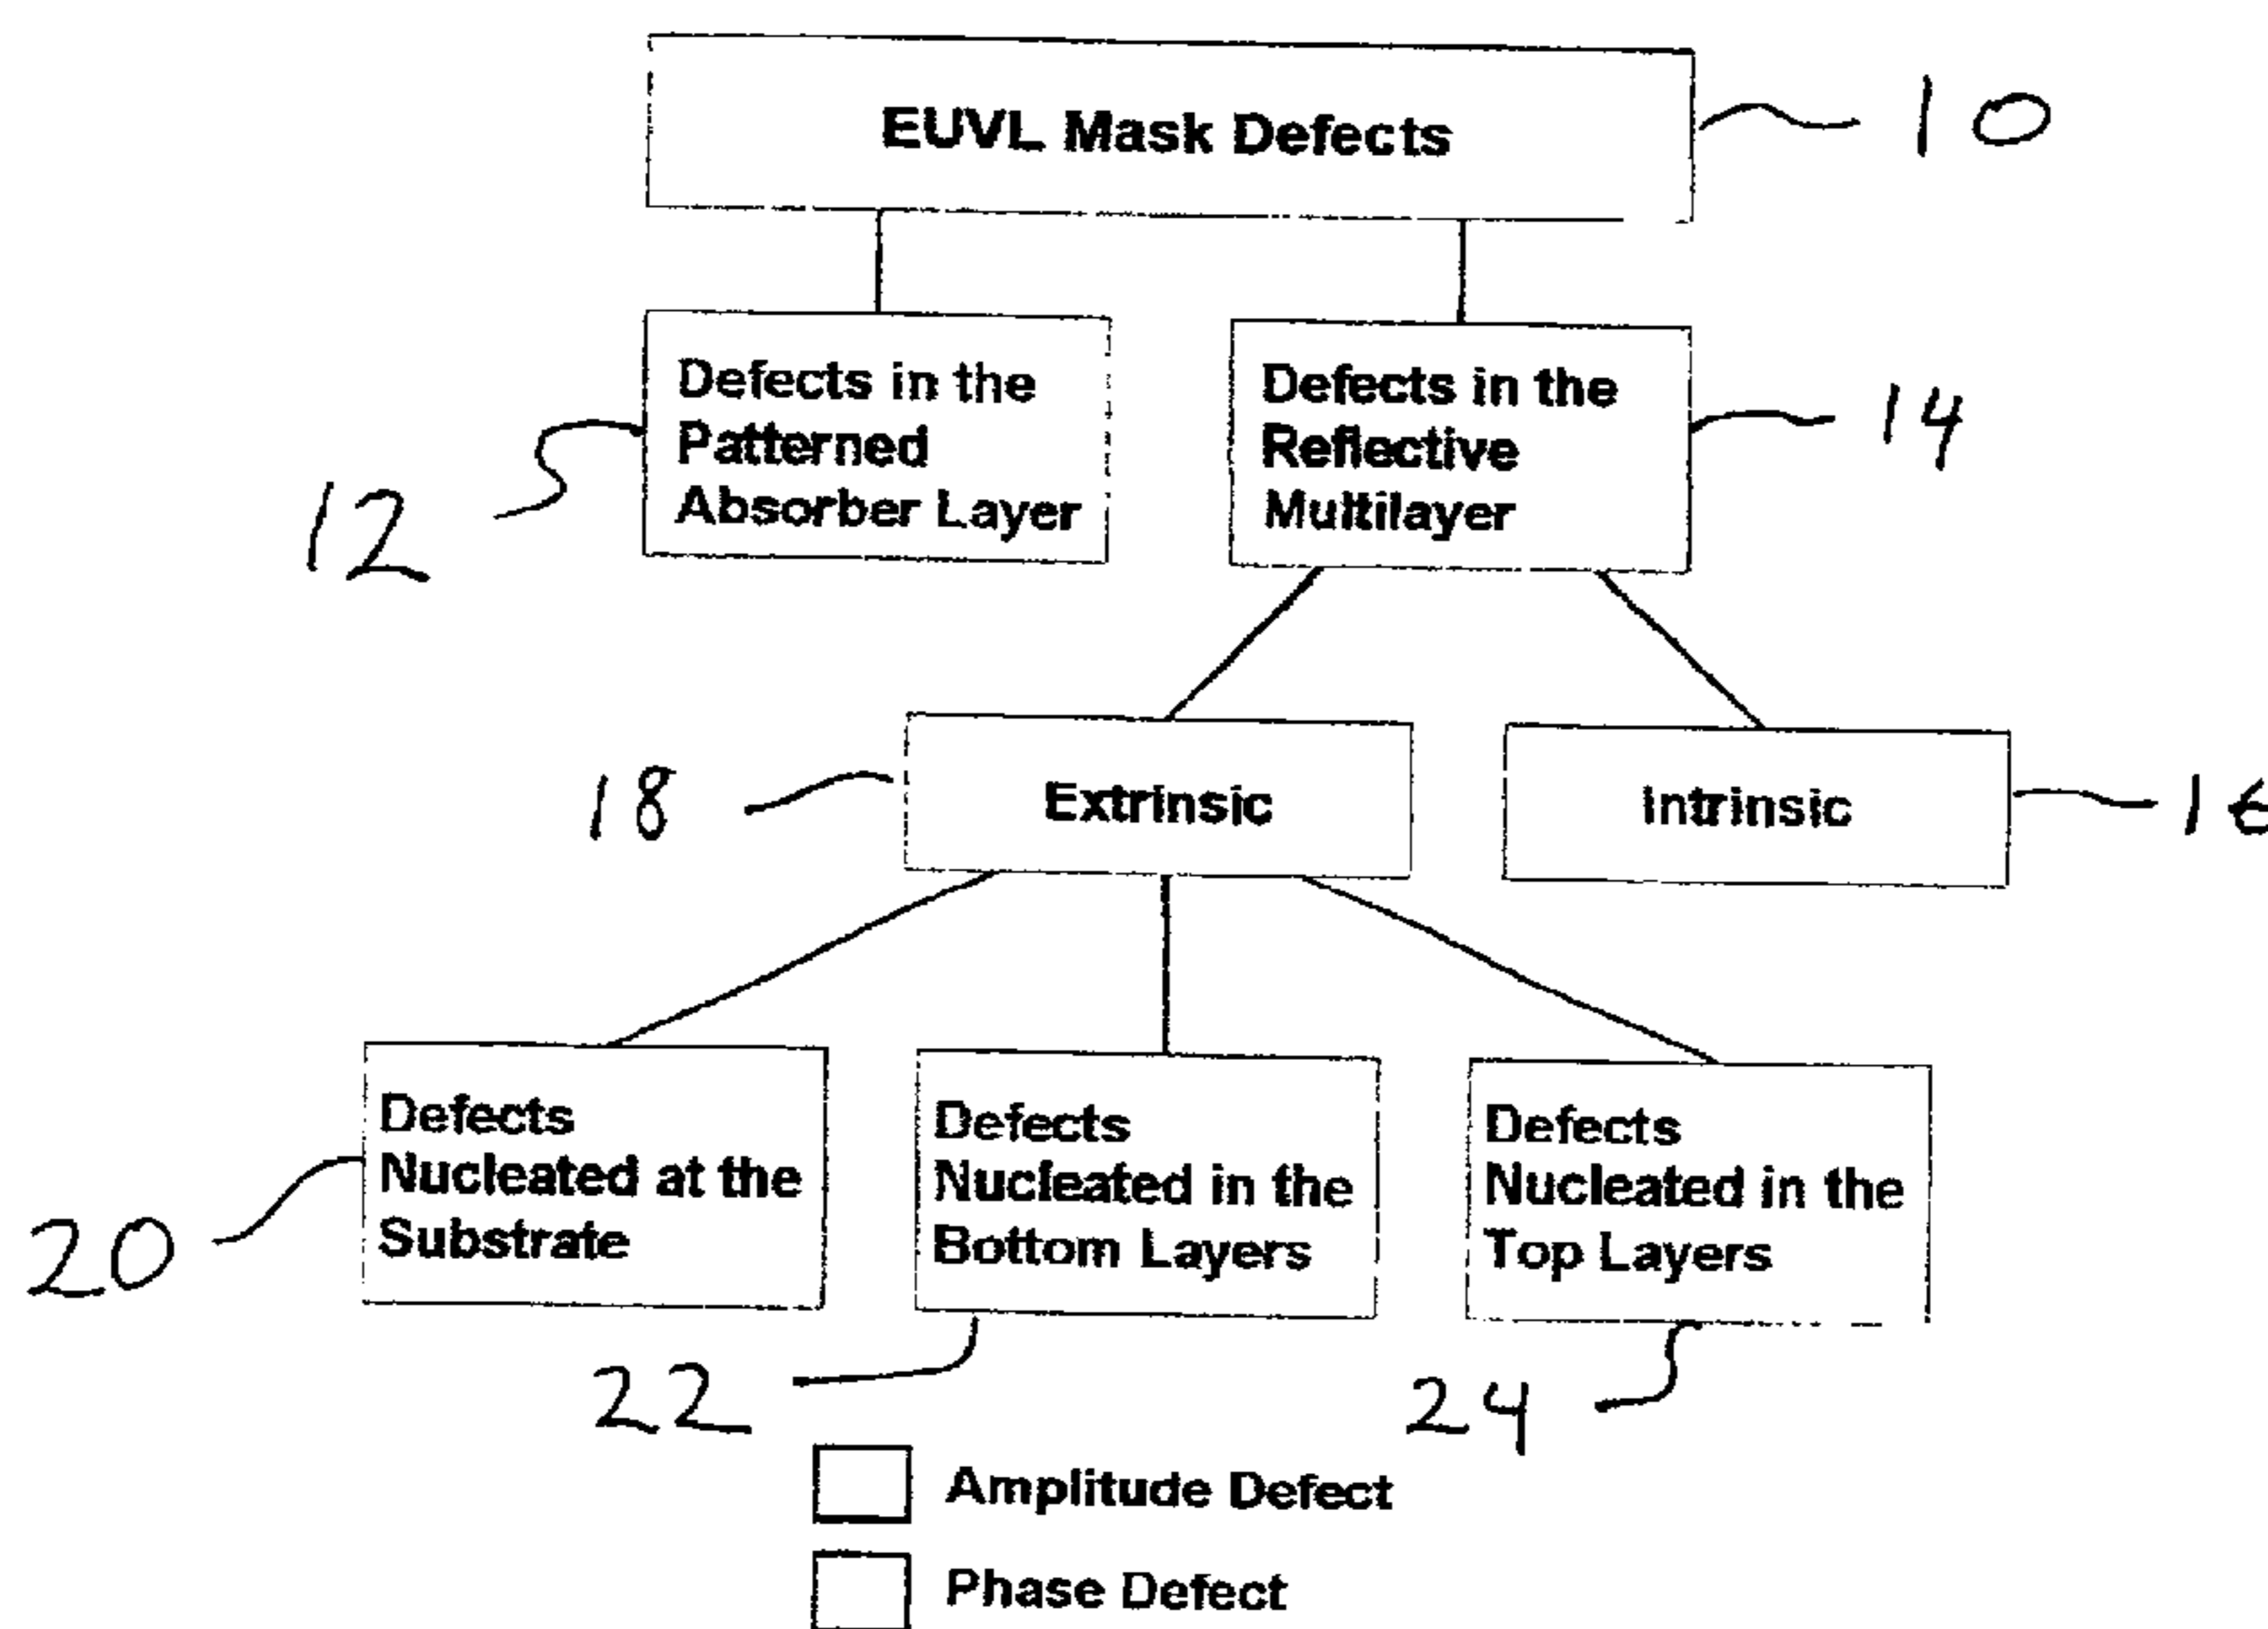 EUVL Mask Defects
10
Defects in the
Patterned
Absorber Layer
12
Defects in the
Reflective
Multilayer
14
18
Extrinsic
Intrinsic
16
Defects
Nucleated at the
Substrate
20
Defects
Nucleated in the
Bottom Layers
22
Defects
Nucleated in the
Top Layers
24
Amplitude Defect
Phase Defect